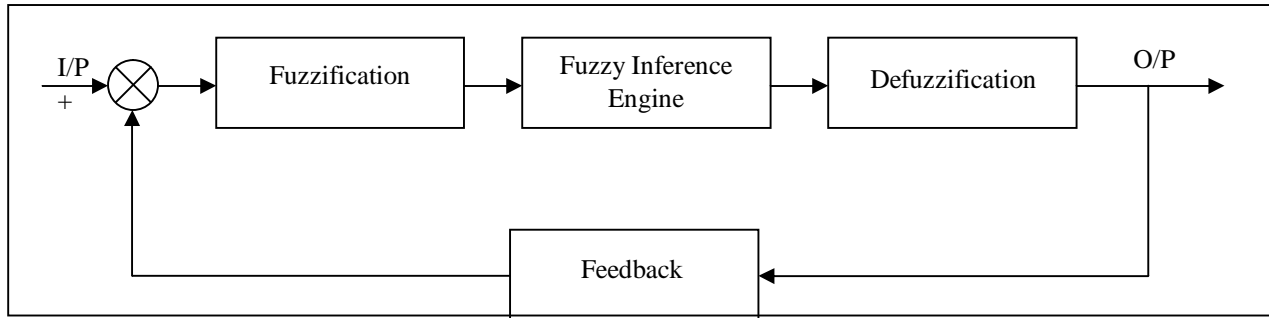 I/P
+
Fuzzification
Fuzzy Inference
Engine
Defuzzification
O/P
Feedback